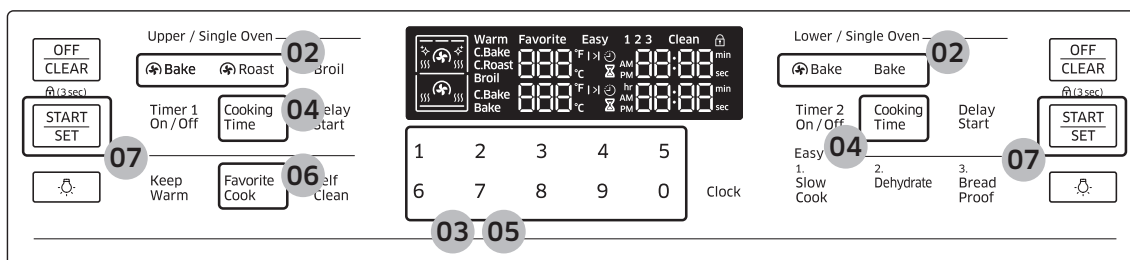 Upper / Single Oven
02
OFF
CLEAR
Bake Roast Broil
(3 sec)
START
SET
07
Timer 1
On / Off
Cooking
Time
04
Delay
Start
Keep
Warm
Favorite
Cook
06
Self
Clean
Warm Favorite Easy 1 2 3 Clean
C.Bake
C.Roast
Broil
888 °F °C AM PM 88:88 min sec
C.Bake
Bake
888 °F °C hr AM PM 88:88 min sec
1 2 3 4 5
6 7 8 9 0
Clock
03 05
Lower / Single Oven
02
Bake Bake
OFF
CLEAR
(3 sec)
Timer 2
On / Off
Cooking
Time
04
Delay
Start
START
SET
07
Easy
1.
Slow
Cook
2.
Dehydrate
3.
Bread
Proof